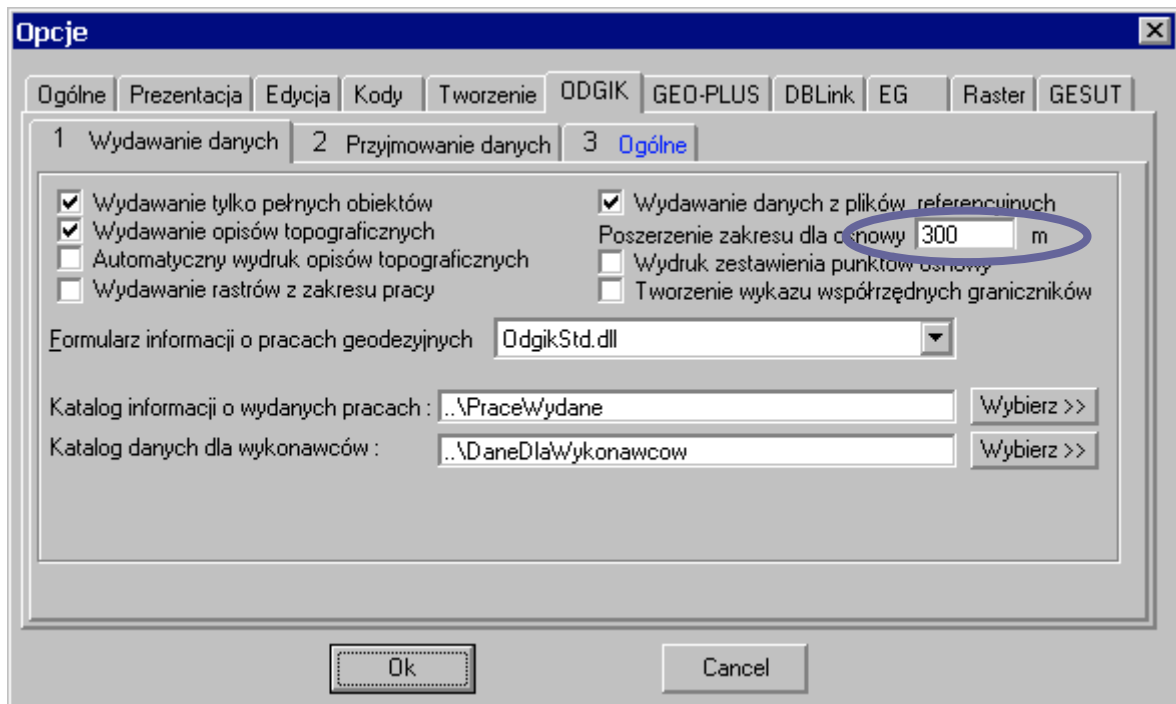 Opcje
Ogólne Prezentacja Edycja Kody Tworzenie ODGIK GEO-PLUS DBLink EG Raster GESUT
1 Wydawanie danych 2 Przyjmowanie danych 3 Ogólne
Wydawanie tylko pełnych obiektów
Wydawanie opisów topograficznych
Automatyczny wydruk opisów topograficznych
Wydawanie rastrów z zakresu pracy
Wydawanie danych z plików referencyjnych
Poszerzenie zakresu dla osnowy 300 m
Wydruk zestawienia punktów osnowy
Tworzenie wykazu współrzędnych graniczników
Formularz informacji o pracach geodezyjnych OdgikStd.dll
Katalog informacji o wydanych pracach : ..\PraceWydane Wybierz >>
Katalog danych dla wykonawców : ..\DaneDlaWykonawcow Wybierz >>
Ok Cancel